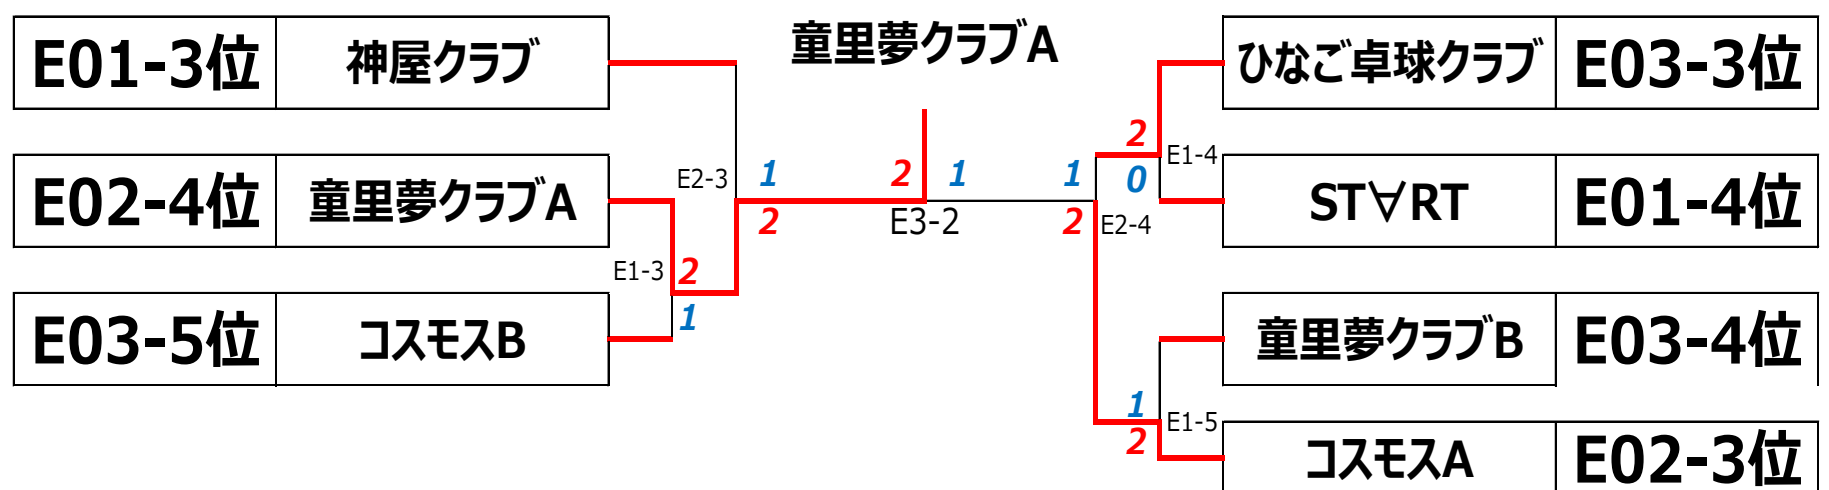 童里夢クラブA
E01-3位 神屋クラブ
ひなご卓球クラブ E03-3位
2
E1-4
0
E02-4位 童里夢クラブA
E2-3
1
2
2 1
E3-2
1
2
E2-4
ST∀RT E01-4位
E1-3
2
1
E03-5位 コスモスB
童里夢クラブB E03-4位
1
E1-5
2
コスモスA E02-3位